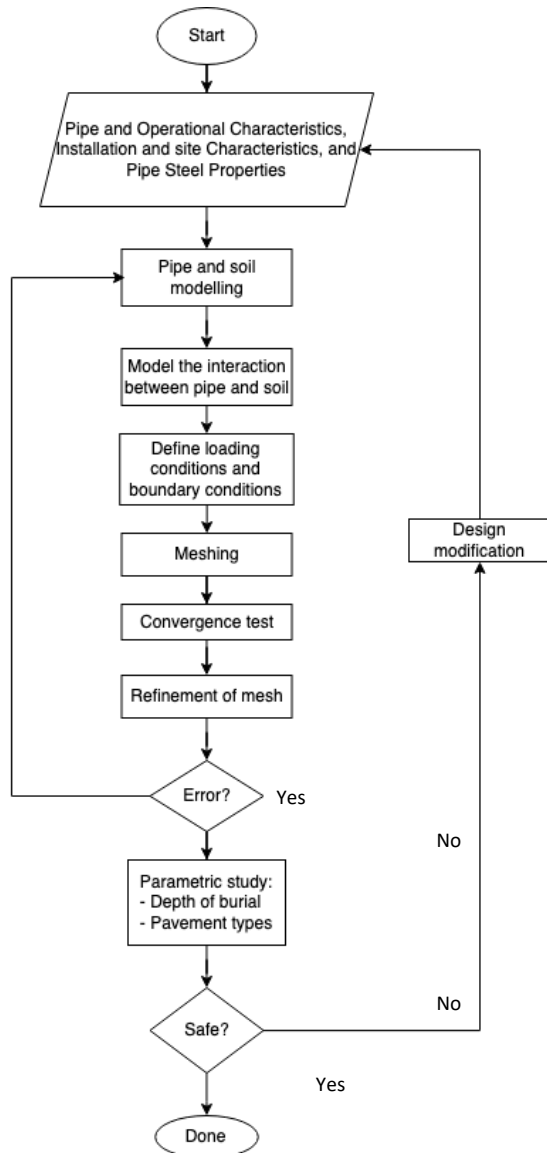 Start
Pipe and Operational Characteristics,
Installation and site Characteristics, and
Pipe Steel Properties
Pipe and soil
modelling
Model the interaction
between pipe and soil
Define loading
conditions and
boundary conditions
Design
modification
Meshing
Convergence test
Refinement of mesh
Error?
Yes
No
Parametric study:
- Depth of burial
- Pavement types
No
Safe?
Yes
Done